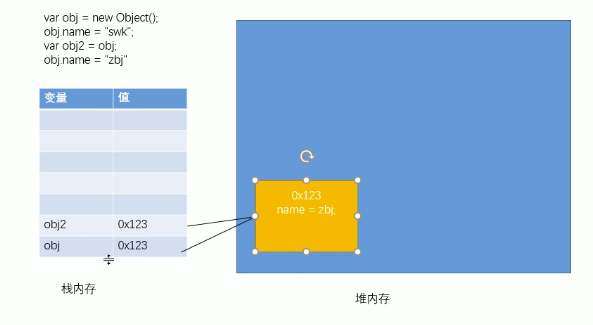 var obj = new Object();
obj.name = "swk";
var obj2 = obj;
obj.name = "zbj"
变量 值
obj2 0x123
obj 0x123
栈内存
0x123
name = zbj;
堆内存